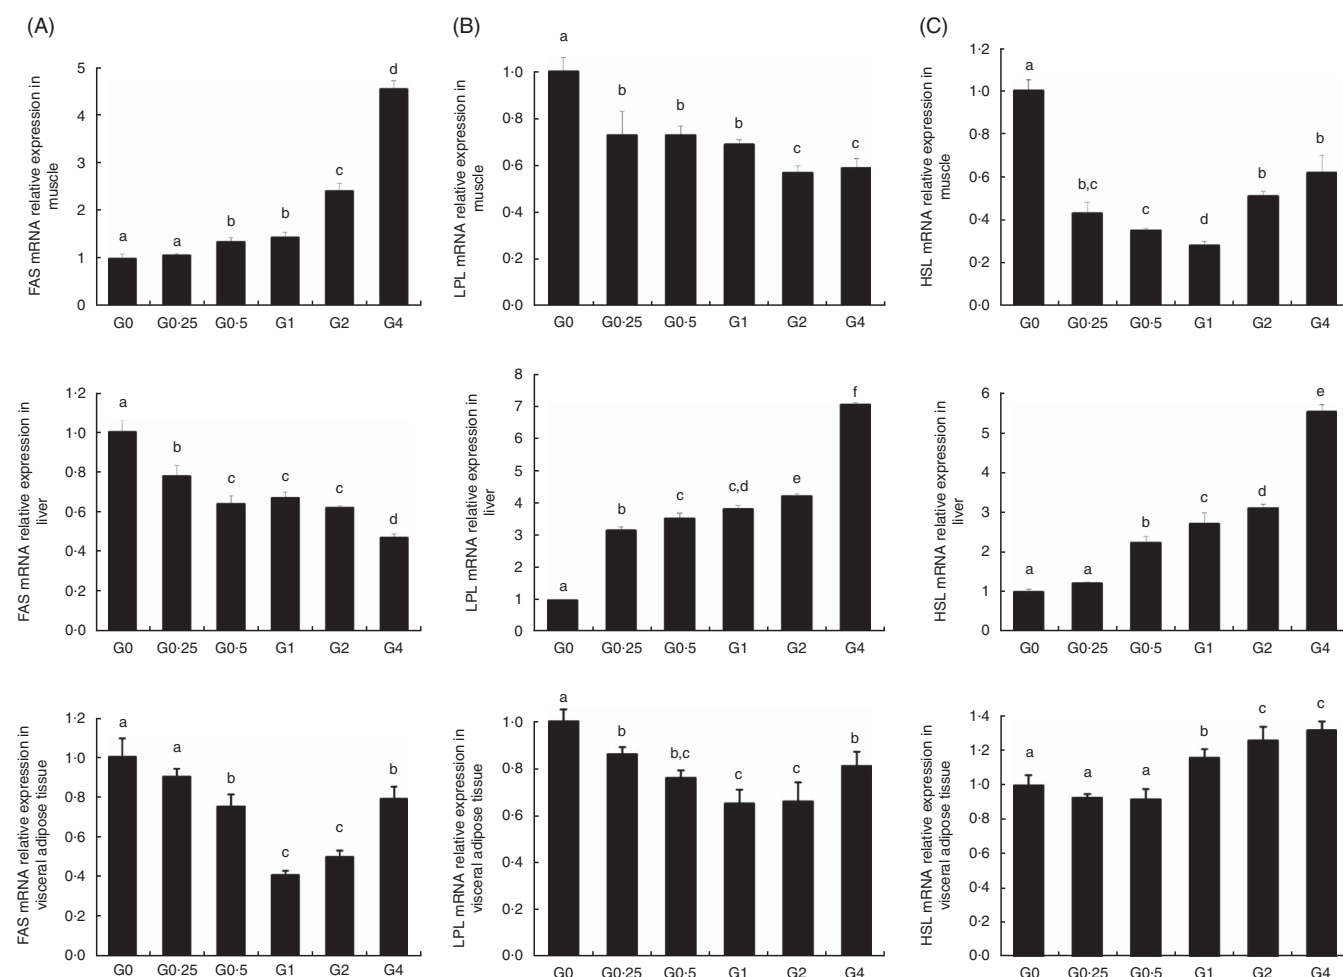 (A)
FAS mRNA relative expression in
muscle
5
4
3
2
1
0
a
a
b
b
c
d
G0
G0·25
G0·5
G1
G2
G4
(B)
LPL mRNA relative expression in
muscle
1·0
0·8
0·6
0·4
0·2
0·0
a
b
b
b
c
c
G0
G0·25
G0·5
G1
G2
G4
(C)
HSL mRNA relative expression in
muscle
1·2
1·0
0·8
0·6
0·4
0·2
0·0
a
b,c
c
d
b
b
G0
G0·25
G0·5
G1
G2
G4
FAS mRNA relative expression in
liver
1·2
1·0
0·8
0·6
0·4
0·2
0·0
a
b
c
c
c
d
G0
G0·25
G0·5
G1
G2
G4
LPL mRNA relative expression in
liver
8
7
6
5
4
3
2
1
0
a
b
c
c,d
e
f
G0
G0·25
G0·5
G1
G2
G4
HSL mRNA relative expression in
liver
6
5
4
3
2
1
0
a
a
b
c
d
e
G0
G0·25
G0·5
G1
G2
G4
FAS mRNA relative expression in
visceral adipose tissue
1·2
1·0
0·8
0·6
0·4
0·2
0·0
a
a
b
c
c
b
G0
G0·25
G0·5
G1
G2
G4
LPL mRNA relative expression in
visceral adipose tissue
1·0
0·8
0·6
0·4
0·2
0·0
a
b
b,c
c
c
b
G0
G0·25
G0·5
G1
G2
G4
HSL mRNA relative expression in
visceral adipose tissue
1·4
1·2
1·0
0·8
0·6
0·4
0·2
0·0
a
a
a
b
c
c
G0
G0·25
G0·5
G1
G2
G4